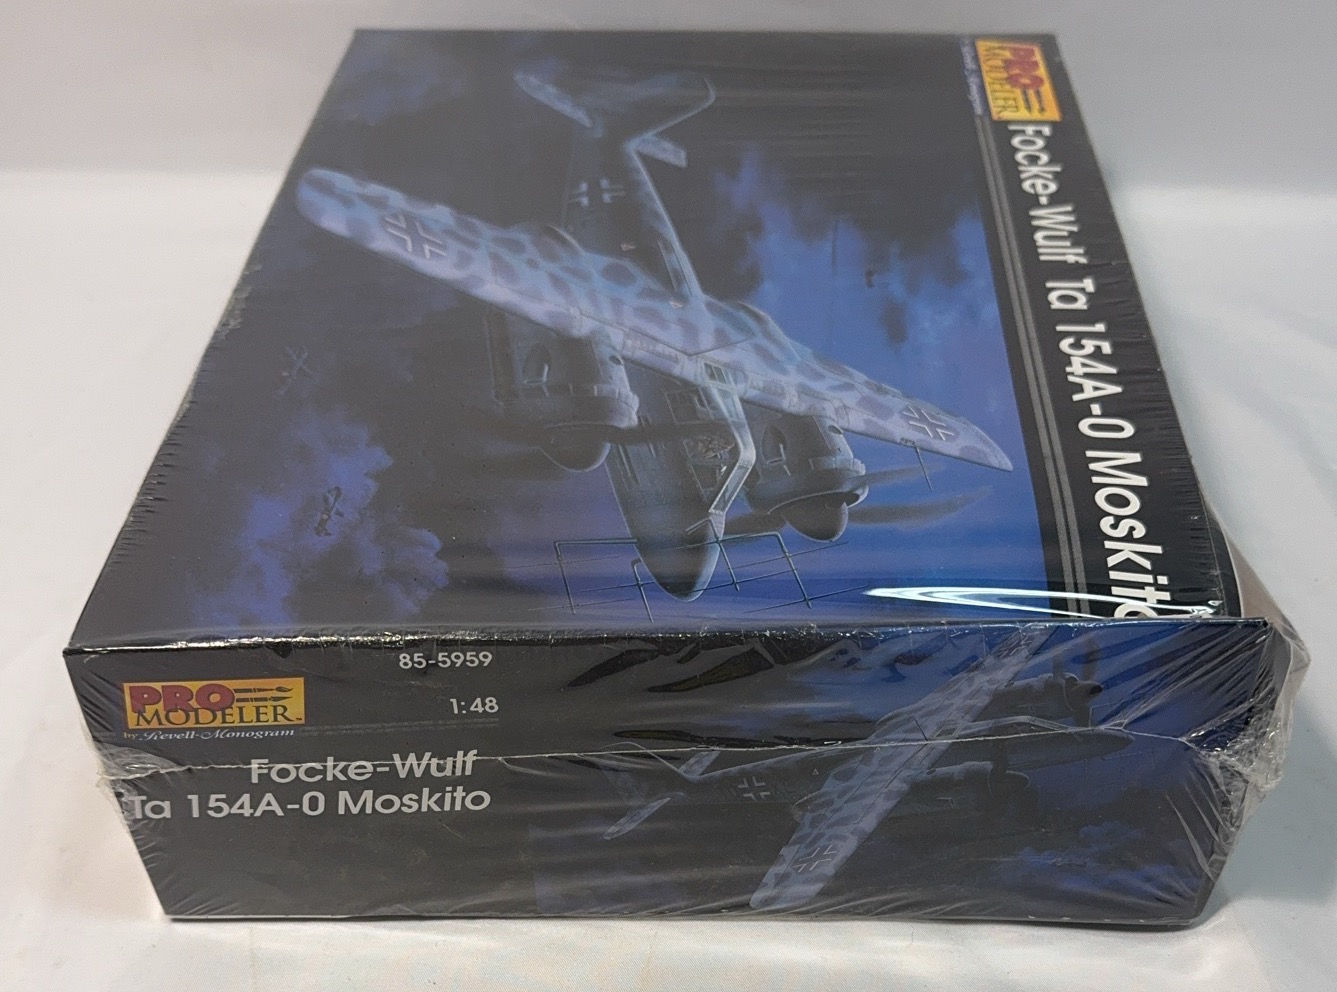 PRO
MODELER
Focke-Wulf Ta 154A-0 Moskito
85-5959
1:48
PRO
MODELER™
by Revell-Monogram
Focke-Wulf
Ta 154A-0 Moskito